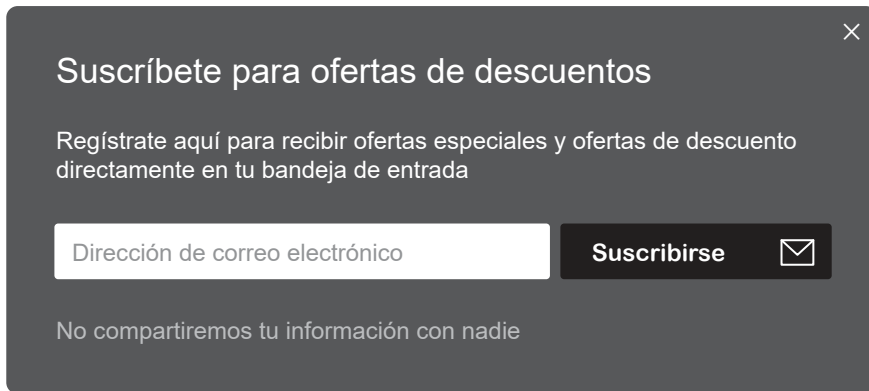 Suscríbete para ofertas de descuentos
Regístrate aquí para recibir ofertas especiales y ofertas de descuento
directamente en tu bandeja de entrada
Dirección de correo electrónico
Suscribirse
No compartiremos tu información con nadie